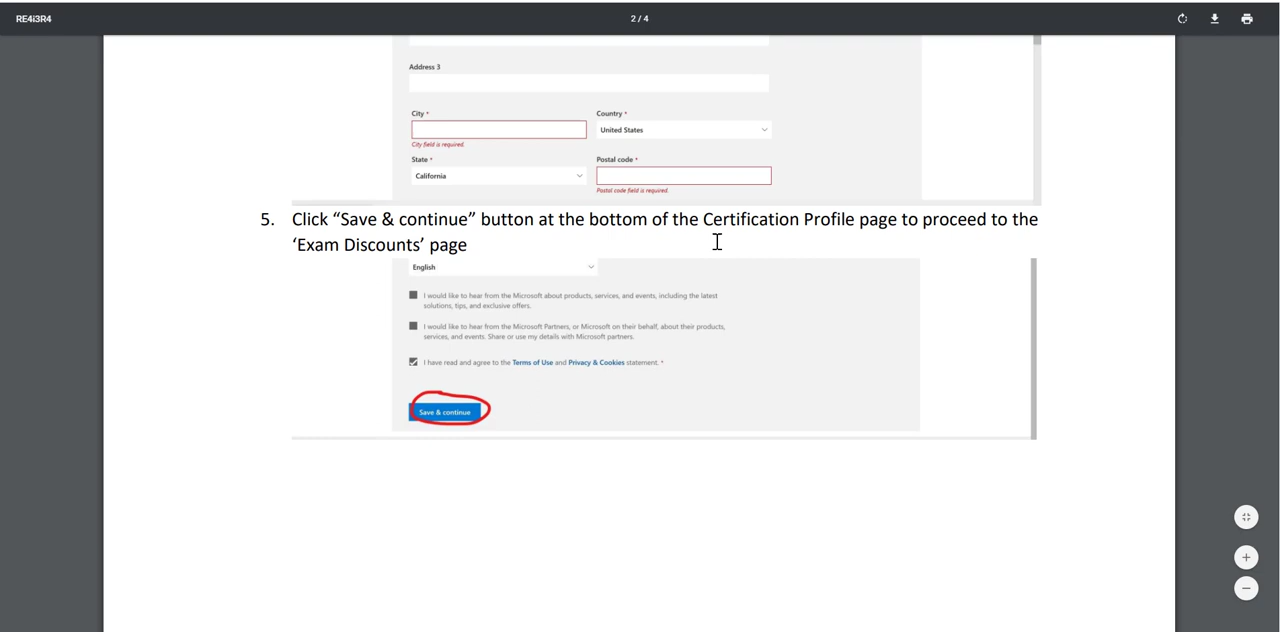 RE4i3R4
2 / 4
Address 3
City *
Country *
United States
City field is required.
State *
Postal code *
California
Postal code field is required.
5. Click “Save & continue” button at the bottom of the Certification Profile page to proceed to the
‘Exam Discounts’ page
English
I would like to hear from the Microsoft about products, services, and events, including the latest
solutions, tips, and exclusive offers.
I would like to hear from the Microsoft Partners, or Microsoft on their behalf, about their products,
services, and events. Share or use my details with Microsoft partners.
I have read and agree to the Terms of Use and Privacy & Cookies statement. *
Save & continue